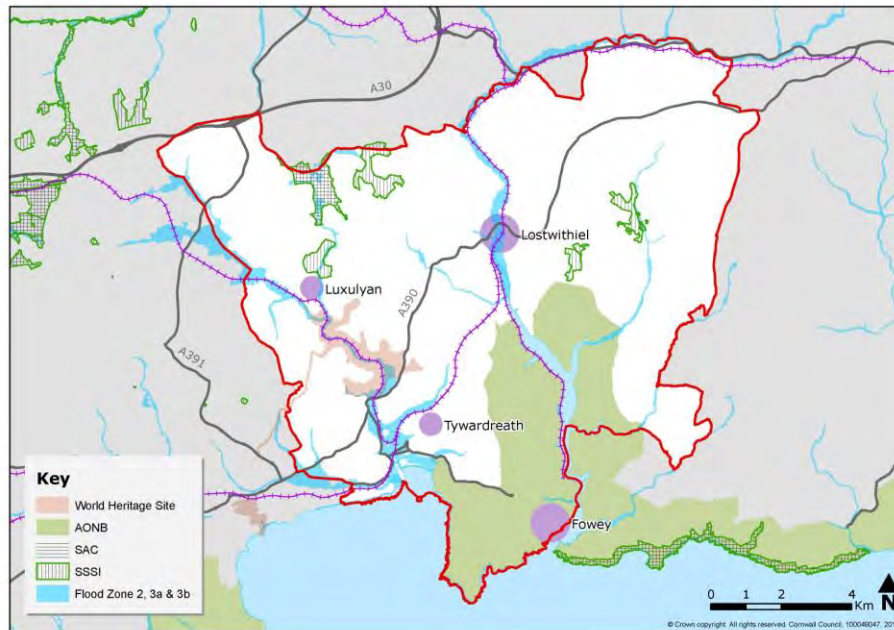 A30
Lostwithiel
Luxulyan
A390
A391
Tywardreath
Key
World Heritage Site
AONB
SAC
SSSI
Flood Zone 2, 3a & 3b
Fowey
0 1 2 4
Km
N
© Crown copyright. All rights reserved. Cornwall Council, 100049047, 201